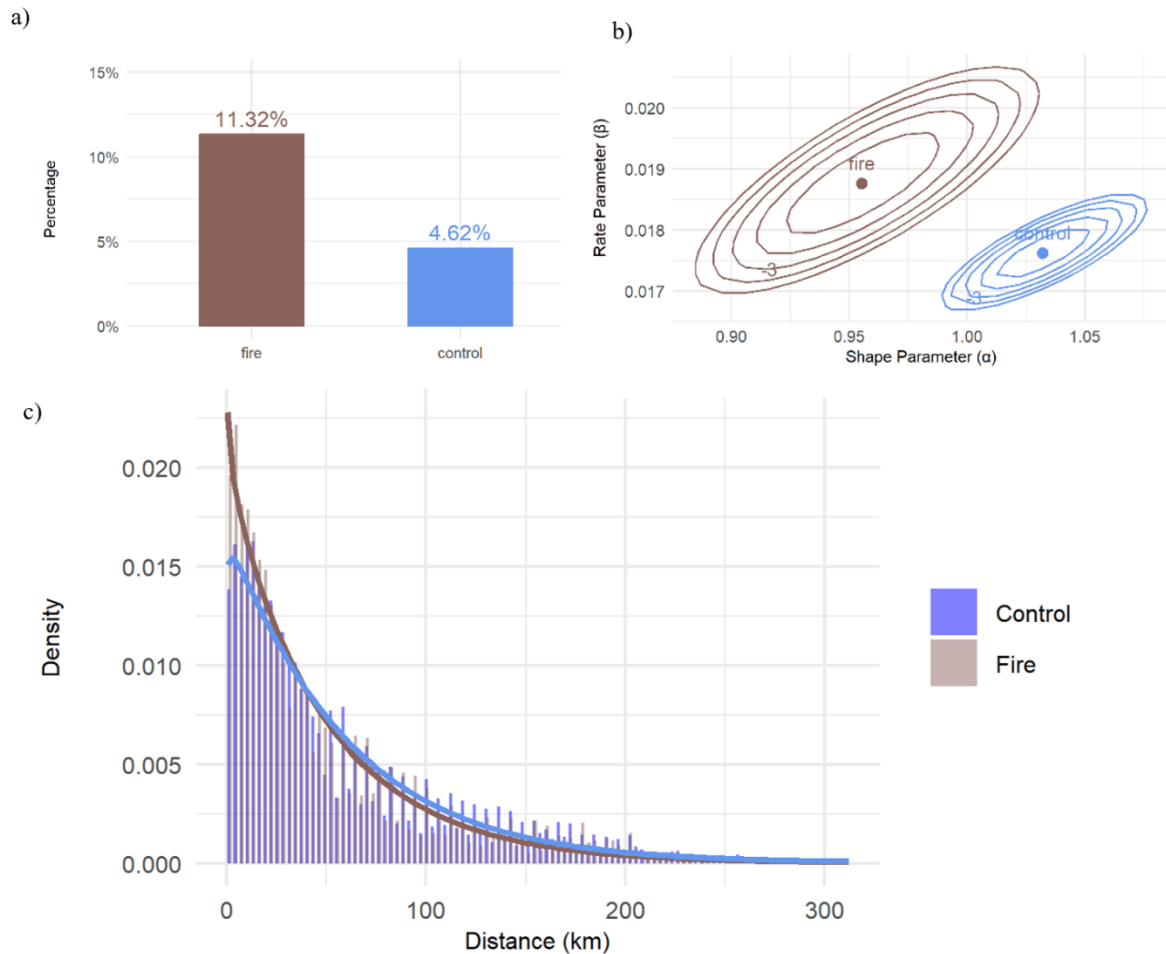 a)
15%
10%
5%
0%
Percentage
11.32%
4.62%
fire
control
b)
0.020
0.019
0.018
0.017
Rate Parameter (β)
fire
-3
control
-3
0.90
0.95
1.00
1.05
Shape Parameter (α)
c)
0.020
0.015
0.010
0.005
0.000
Density
0
100
200
300
Distance (km)
Control
Fire